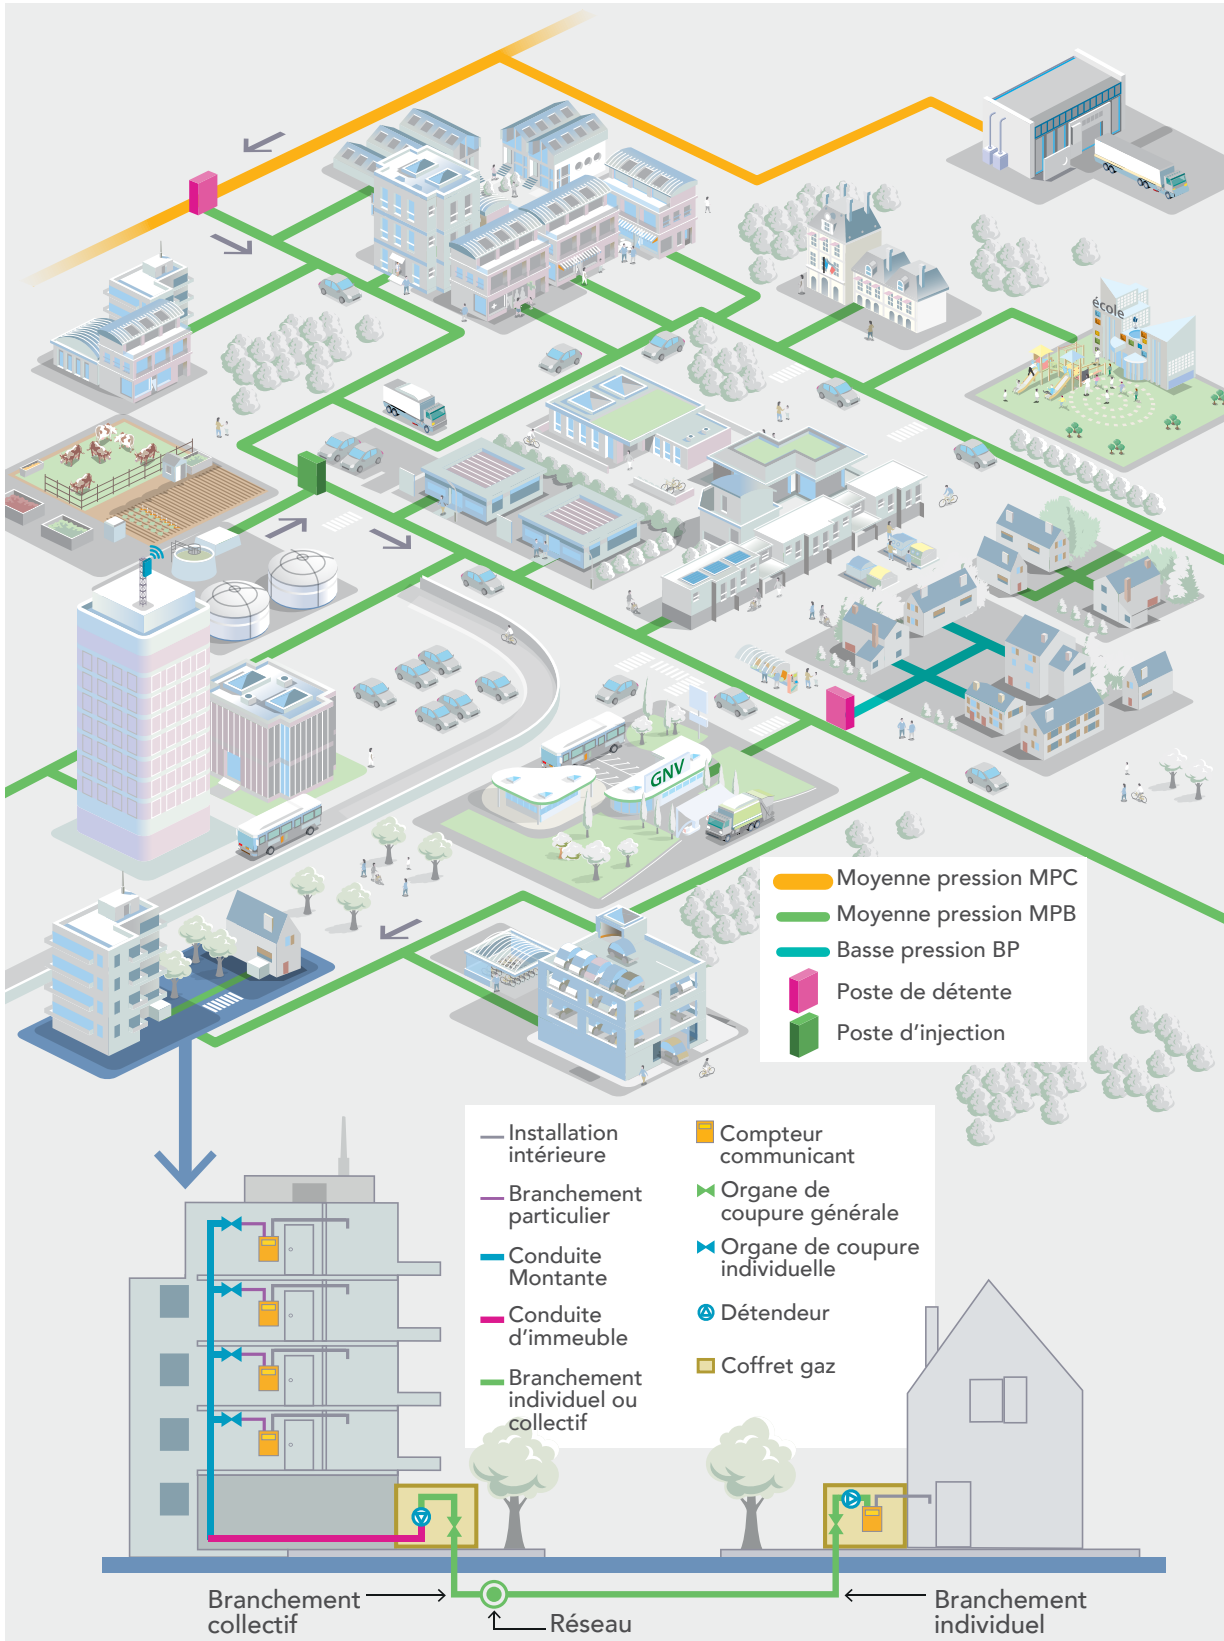 école
GNV
Moyenne pression MPC
Moyenne pression MPB
Basse pression BP
Poste de détente
Poste d'injection
Installation
intérieure
Branchement
particulier
Conduite
Montante
Conduite
d'immeuble
Branchement
individuel ou
collectif
Compteur
communicant
Organe de
coupure générale
Organe de coupure
individuelle
Détendeur
Coffret gaz
Branchement
collectif
Réseau
Branchement
individuel